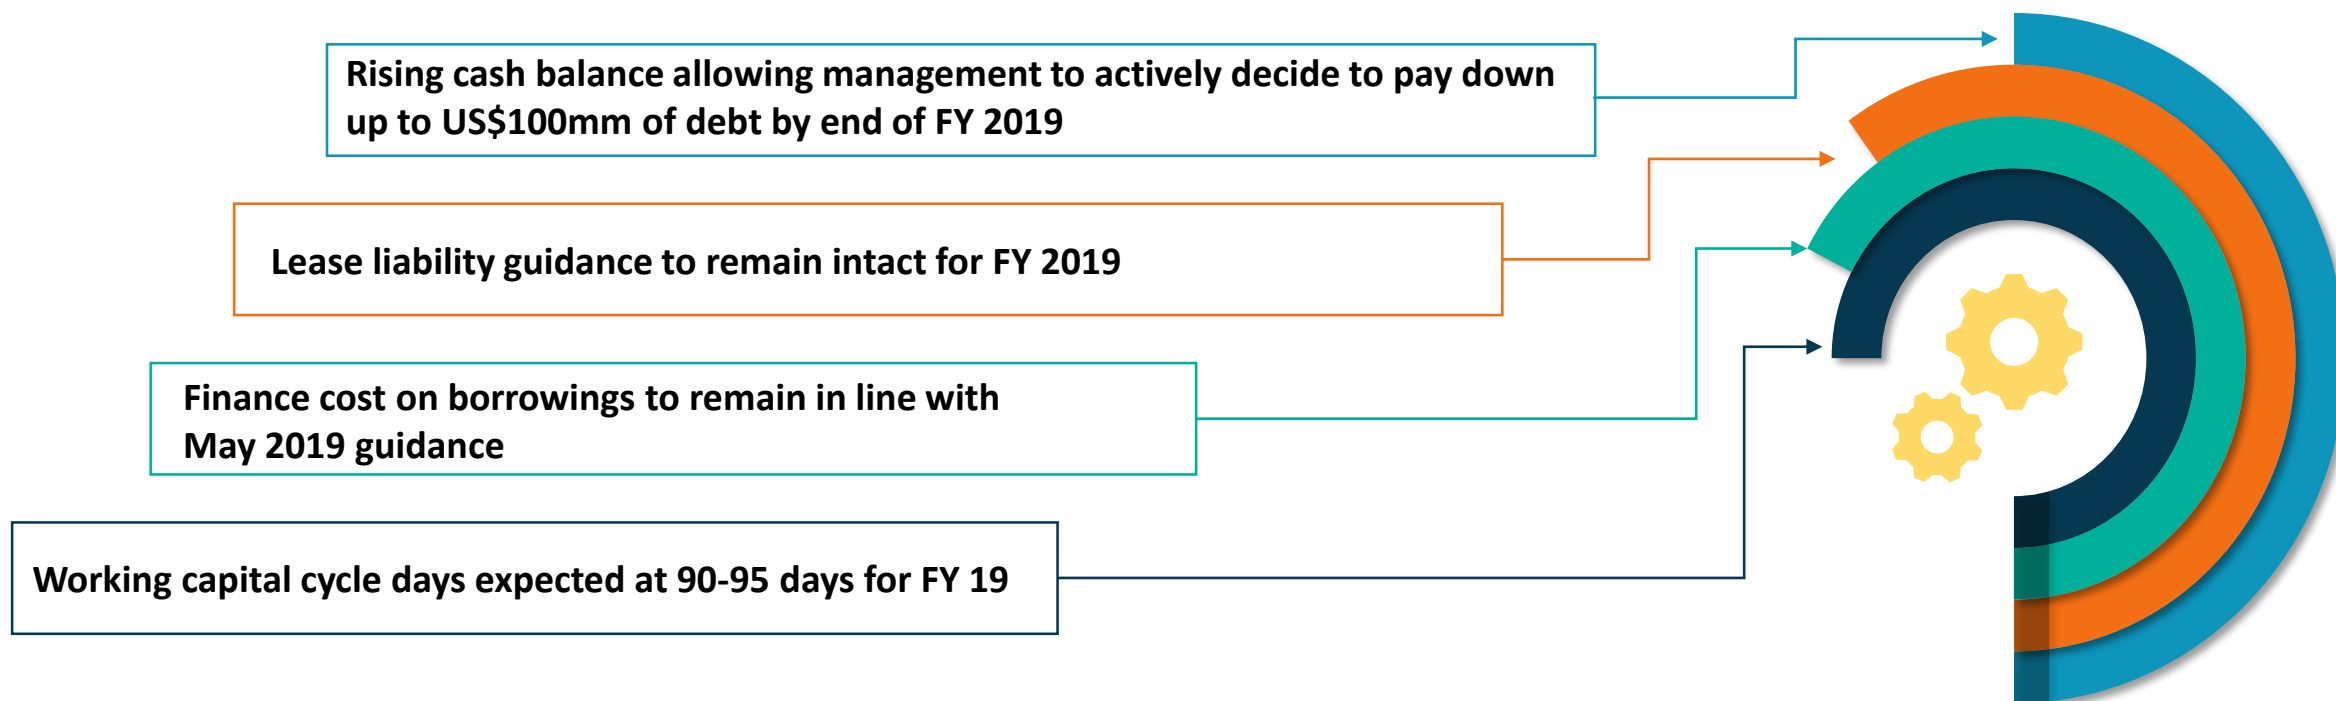 Rising cash balance allowing management to actively decide to pay down
up to US$100mm of debt by end of FY 2019
Lease liability guidance to remain intact for FY 2019
Finance cost on borrowings to remain in line with
May 2019 guidance
Working capital cycle days expected at 90-95 days for FY 19